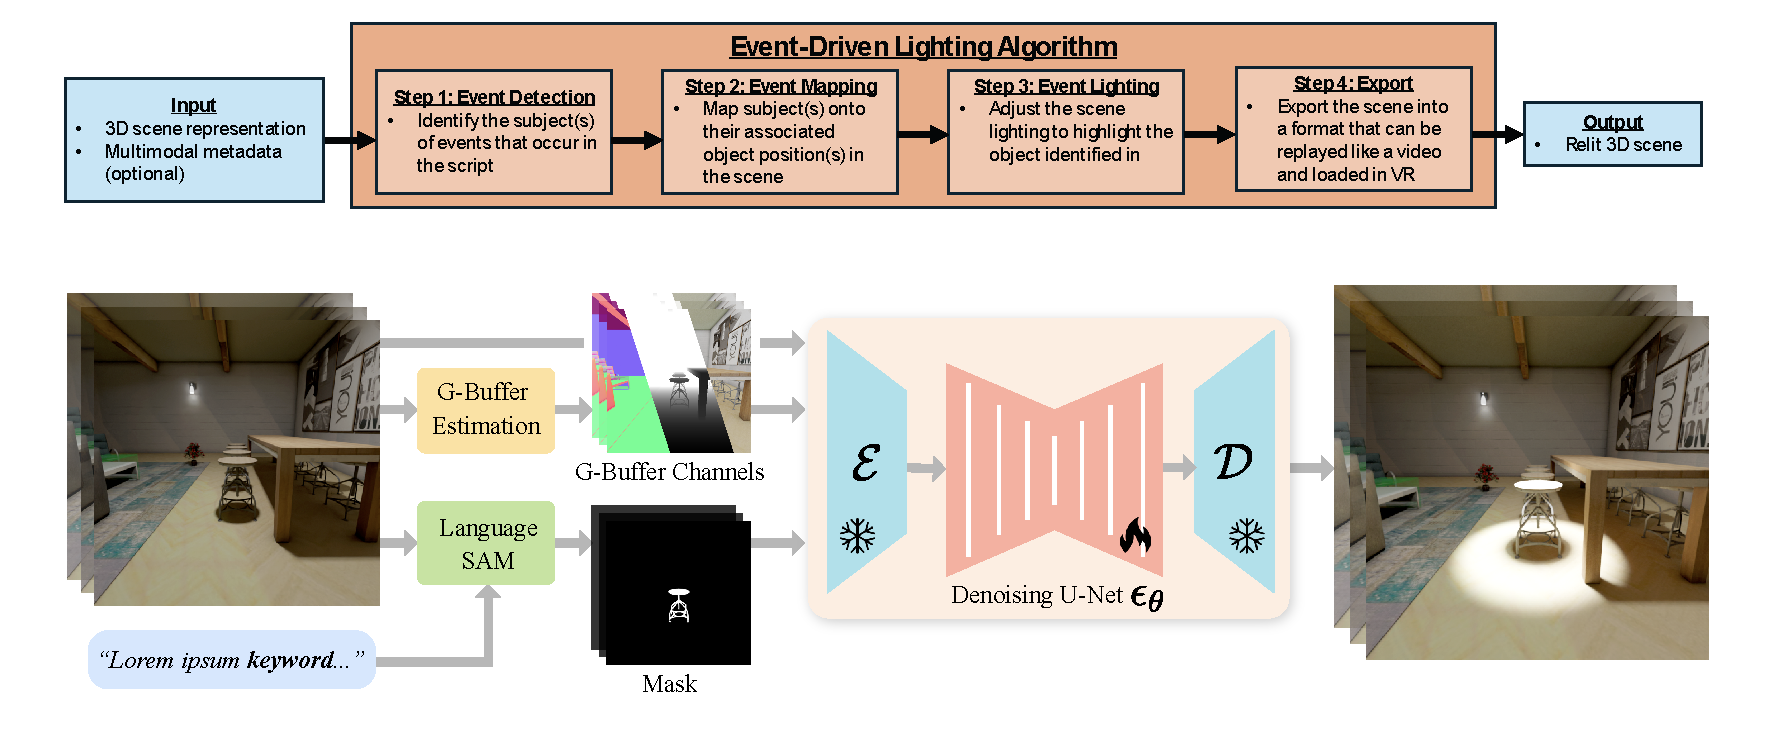 Event-Driven Lighting Algorithm
Input
• 3D scene representation
• Multimodal metadata
(optional)
Step 1: Event Detection
• Identify the subject(s)
of events that occur in
the script
Step 2: Event Mapping
• Map subject(s) onto
their associated
object position(s) in
the scene
Step 3: Event Lighting
• Adjust the scene
lighting to highlight the
object identified in
Step 4: Export
• Export the scene into
a format that can be
replayed like a video
and loaded in VR
Output
• Relit 3D scene
G-Buffer
Estimation
G-Buffer Channels
Language
SAM
“Lorem ipsum keyword...”
Mask
ℰ
𝒟
Denoising U-Net ϵθ